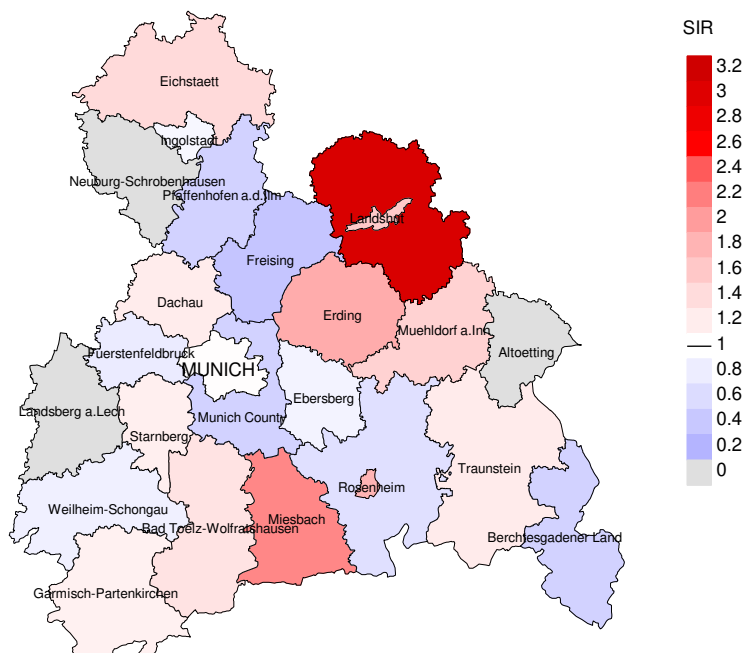 SIR
3.2
3
2.8
2.6
2.4
2.2
2
1.8
1.6
1.4
1.2
1
0.8
0.6
0.4
0.2
0
Eichstaett
Ingolstadt
Neuburg-Schrobenhausen
Pfaffenhofen a.d.Ilm
Landshut
Freising
Dachau
Erding
Muehldorf a.Inn
Altoetting
Fuerstenfeldbruck
MUNICH
Ebersberg
Landsberg a.Lech
Munich County
Starnberg
Traunstein
Rosenheim
Weilheim-Schongau
Miesbach
Bad Toelz-Wolfratshausen
Berchtesgadener Land
Garmisch-Partenkirchen